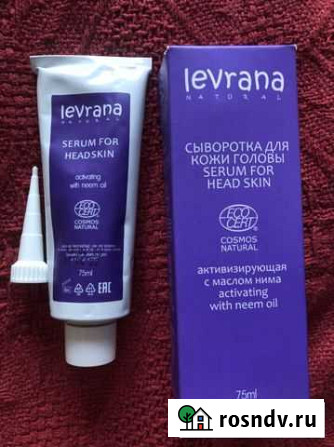 levrana
NATURAL
SERUM FOR
HEAD SKIN
activating
with neem oil
ECO
CERT
COSMOS
NATURAL
75ml
EAC
levrana
NATURAL
СЫВОРОТКА ДЛЯ
КОЖИ ГОЛОВЫ
SERUM FOR
HEAD SKIN
ECO
CERT
COSMOS
NATURAL
активизирующая
с маслом нима
activating
with neem oil
75ml
rosndv.ru